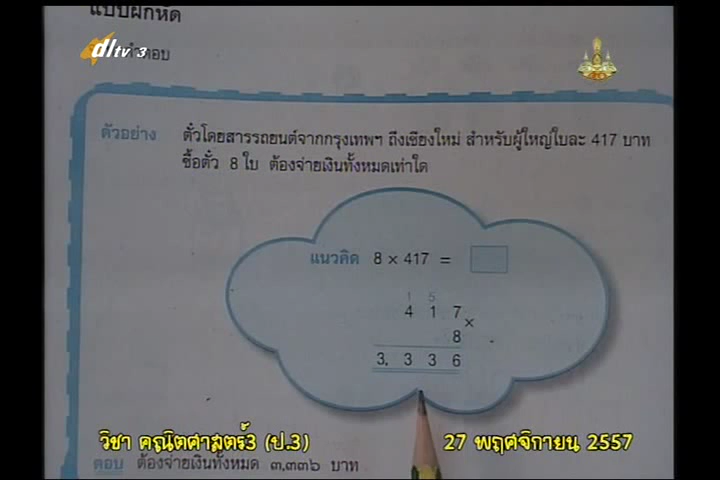 แบบฝึกหัด
dltv 3
ตอบ
ตัวอย่าง ตั๋วโดยสารรถยนต์จากกรุงเทพฯ ถึงเชียงใหม่ สำหรับผู้ใหญ่ใบละ 417 บาท
ซื้อตั๋ว 8 ใบ ต้องจ่ายเงินทั้งหมดเท่าใด
แนวคิด 8 × 417 =
1 5
4 1 7
×
8
3, 3 3 6
วิชา คณิตศาสตร์3 (ป.3) 27 พฤศจิกายน 2557
ตอบ ต้องจ่ายเงินทั้งหมด ๓,๓๓๖ บาท